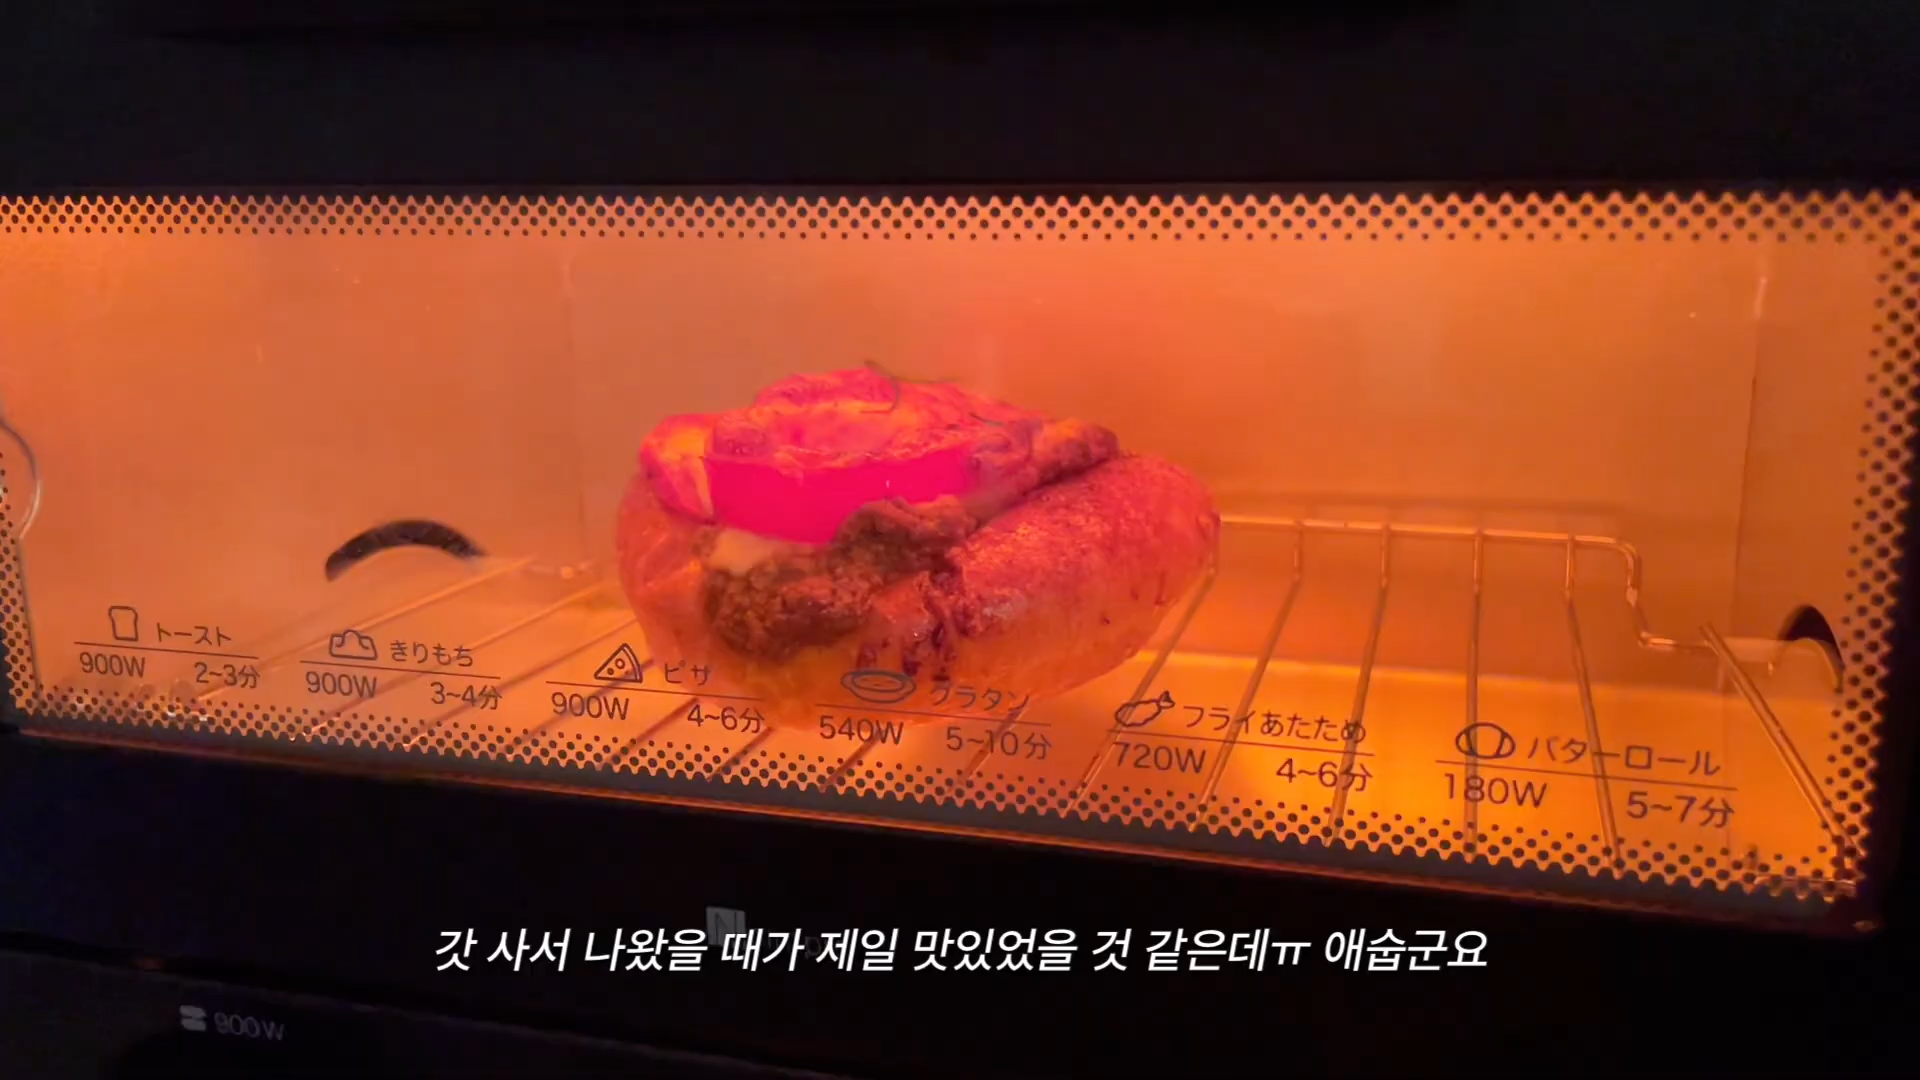 トースト
900W 2~3分
きりもち
900W 3~4分
ピザ
900W 4~6分
グラタン
540W 5~10分
フライあたため
720W 4~6分
バターロール
180W 5~7分
갓 사서 나왔을 때가 제일 맛있었을 것 같은데ㅠ 애숩군요
900W